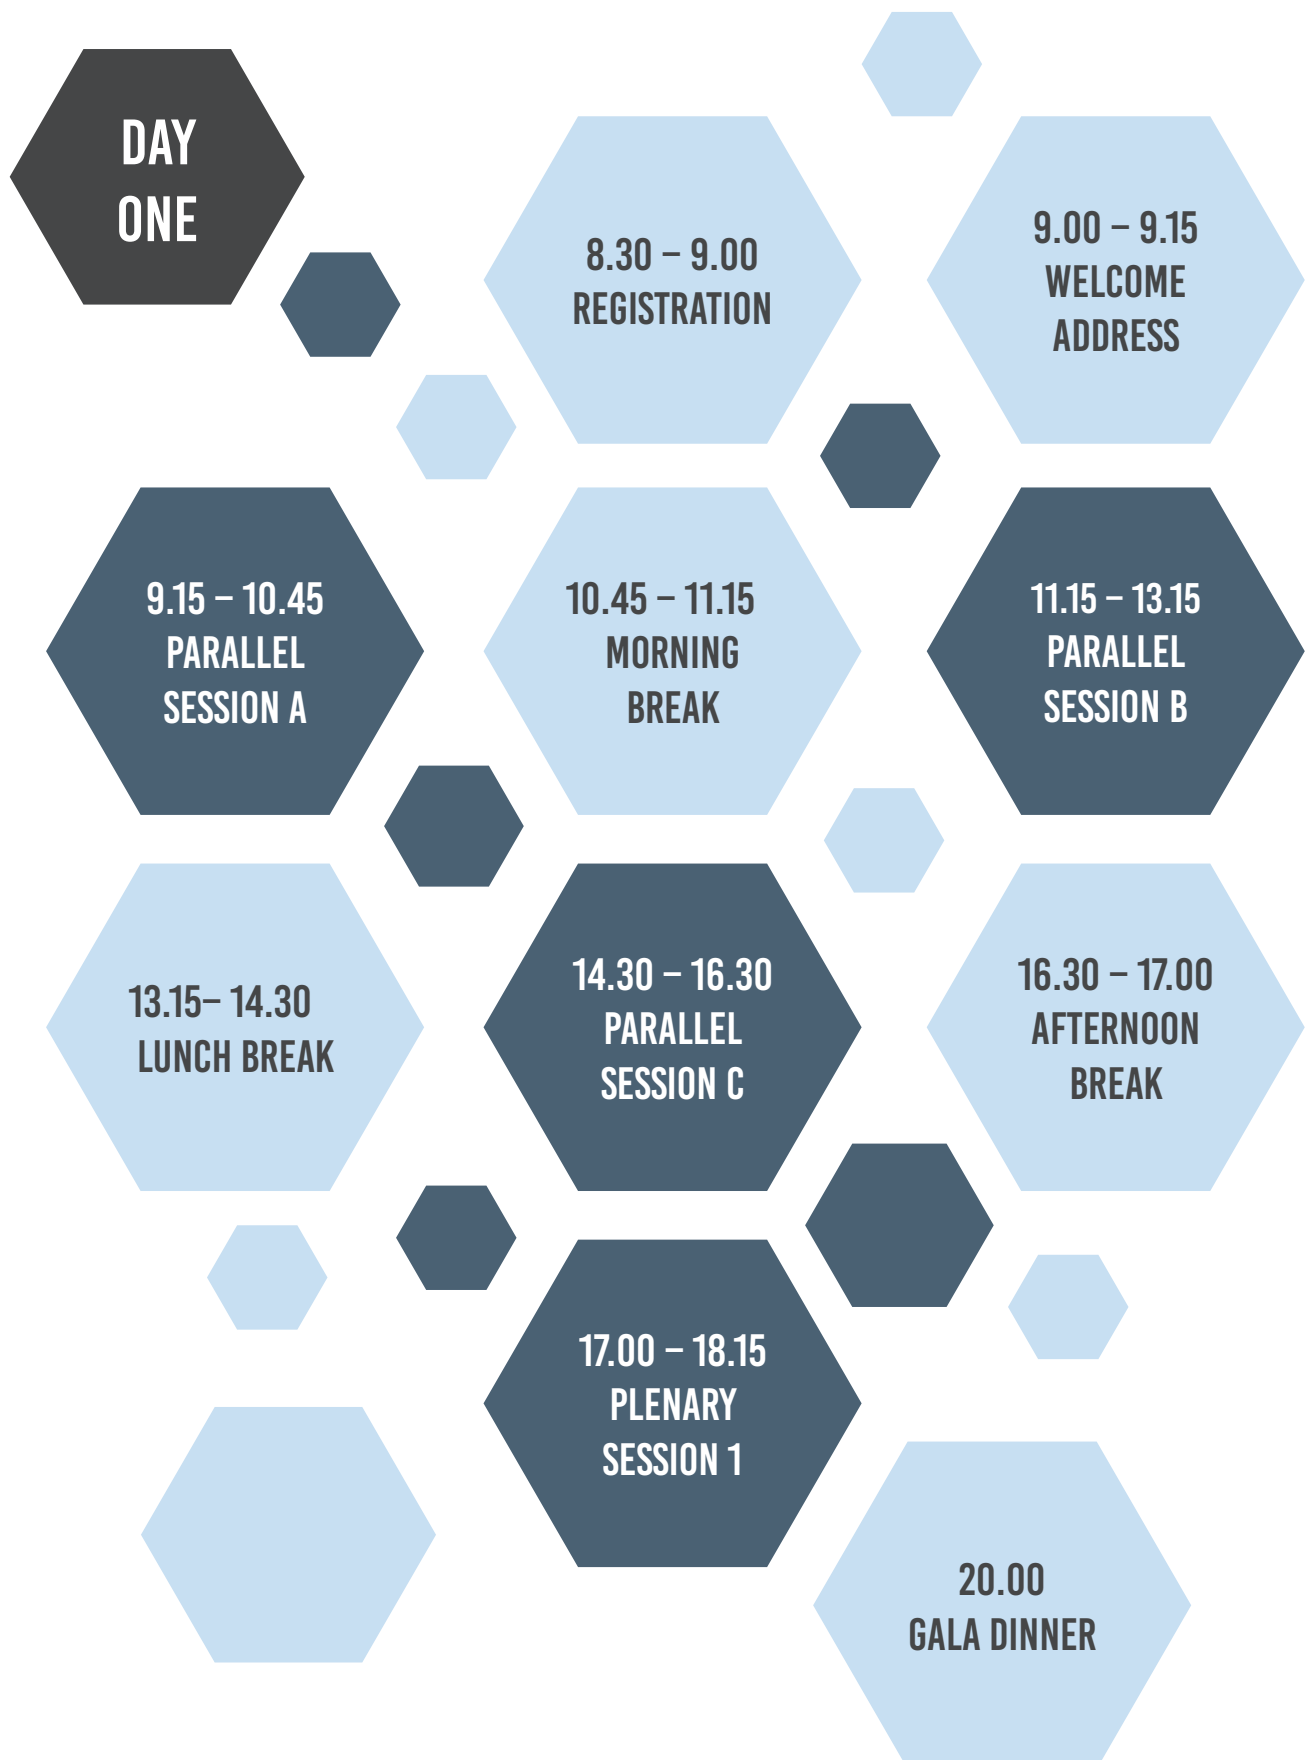 DAY
ONE
8.30 – 9.00
REGISTRATION
9.00 – 9.15
WELCOME
ADDRESS
9.15 – 10.45
PARALLEL
SESSION A
10.45 – 11.15
MORNING
BREAK
11.15 – 13.15
PARALLEL
SESSION B
13.15– 14.30
LUNCH BREAK
14.30 – 16.30
PARALLEL
SESSION C
16.30 – 17.00
AFTERNOON
BREAK
17.00 – 18.15
PLENARY
SESSION 1
20.00
GALA DINNER